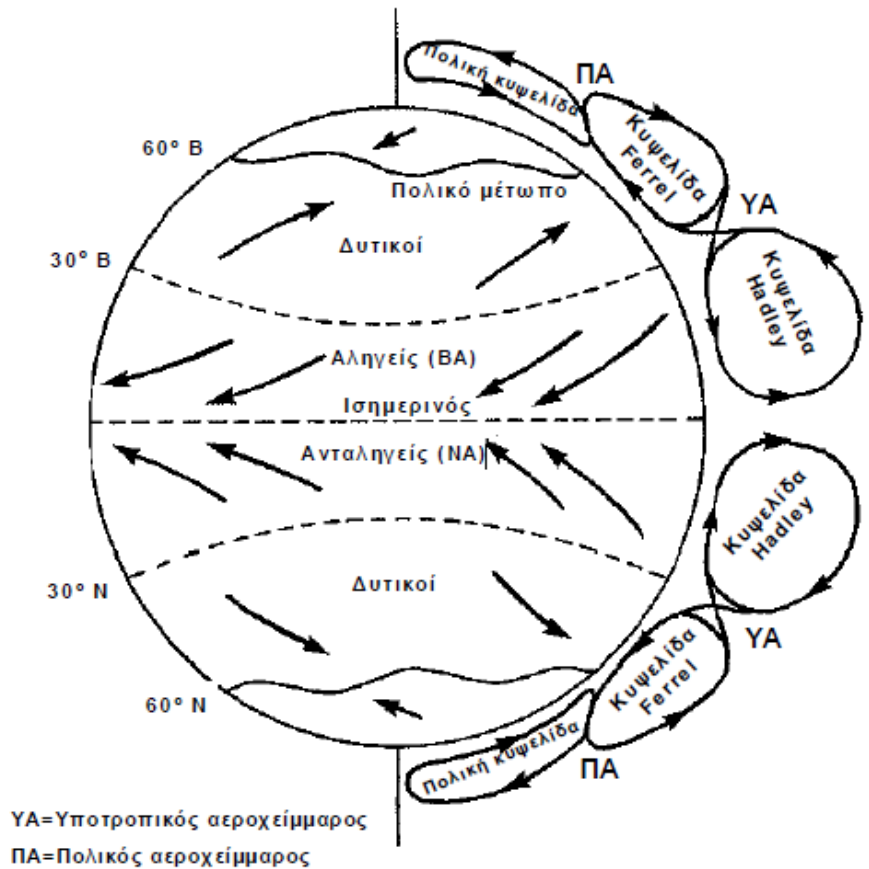 Πολική κυψελίδα
ΠΑ
60° Β
Κυψελίδα
Ferrel
Πολικό μέτωπο
ΥΑ
Δυτικοί
30° Β
Κυψελίδα
Hadley
Αληγείς (ΒΑ)
Ισημερινός
Ανταληγείς (ΝΑ)
Κυψελίδα
Hadley
30° Ν
Δυτικοί
ΥΑ
Κυψελίδα
Ferrel
60° Ν
Πολική κυψελίδα
ΠΑ
ΥΑ=Υποτροπικός αεροχείμμαρος
ΠΑ=Πολικός αεροχείμμαρος